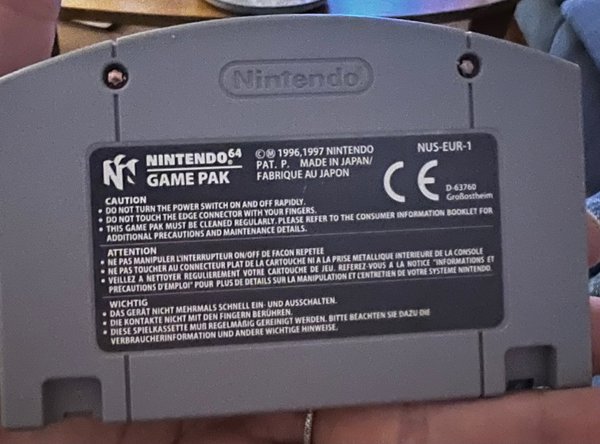 Nintendo
NINTENDO64 GAME PAK
©Ⓜ 1996,1997 NINTENDO
PAT. P. MADE IN JAPAN/
FABRIQUE AU JAPON
NUS-EUR-1
CE
D-63760
Großostheim
CAUTION
• DO NOT TURN THE POWER SWITCH ON AND OFF RAPIDLY.
• DO NOT TOUCH THE EDGE CONNECTOR WITH YOUR FINGERS.
• THIS GAME PAK MUST BE CLEANED REGULARLY. PLEASE REFER TO THE CONSUMER INFORMATION BOOKLET FOR
ADDITIONAL PRECAUTIONS AND MAINTENANCE DETAILS.
ATTENTION
• NE PAS MANIPULER L'INTERRUPTEUR ON/OFF DE FACON REPETEE
• NE PAS TOUCHER AU CONNECTEUR PLAT DE LA CARTOUCHE NI A LA PRISE METALLIQUE INTERIEURE DE LA CONSOLE
• VEILLEZ A NETTOYER REGULIEREMENT VOTRE CARTOUCHE DE JEU. REFEREZ-VOUS A LA NOTICE "INFORMATIONS ET
PRÉCAUTIONS D'EMPLOI" POUR PLUS DE DETAILS SUR LA MANIPULATION ET L'ENTRETIEN DE VOTRE SYSTEME NINTENDO.
WICHTIG
• DAS GERÄT NICHT MEHRMALS SCHNELL EIN- UND AUSSCHALTEN.
• DIE KONTAKTE NICHT MIT DEN FINGERN BERÜHREN.
• DIESE SPIELKASSETTE MUß REGELMÄßIG GEREINIGT WERDEN. BITTE BEACHTEN SIE DAZU DIE
VERBRAUCHERINFORMATION UND ANDERE WICHTIGE HINWEISE.